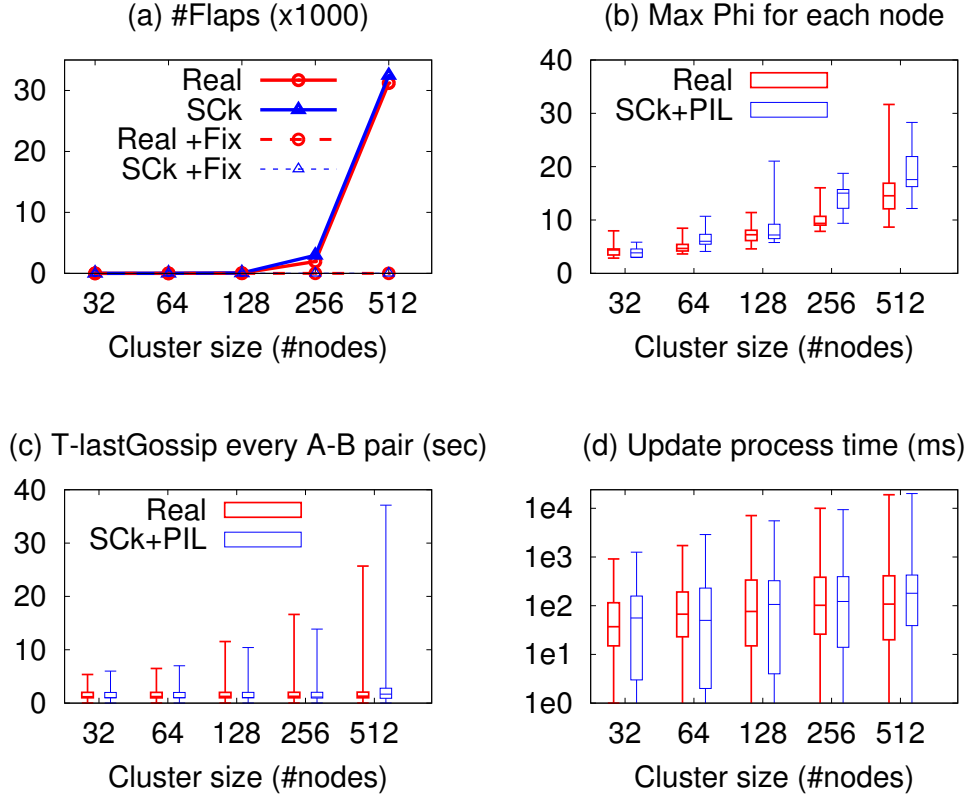 (a) #Flaps (x1000)
30
20
10
0
Real
SCk
Real +Fix
SCk +Fix
32 64 128 256 512
Cluster size (#nodes)
(b) Max Phi for each node
40
30
20
10
0
Real
SCk+PIL
32 64 128 256 512
Cluster size (#nodes)
(c) T-lastGossip every A-B pair (sec)
40
30
20
10
0
Real
SCk+PIL
32 64 128 256 512
Cluster size (#nodes)
(d) Update process time (ms)
1e4
1e3
1e2
1e1
1e0
32 64 128 256 512
Cluster size (#nodes)